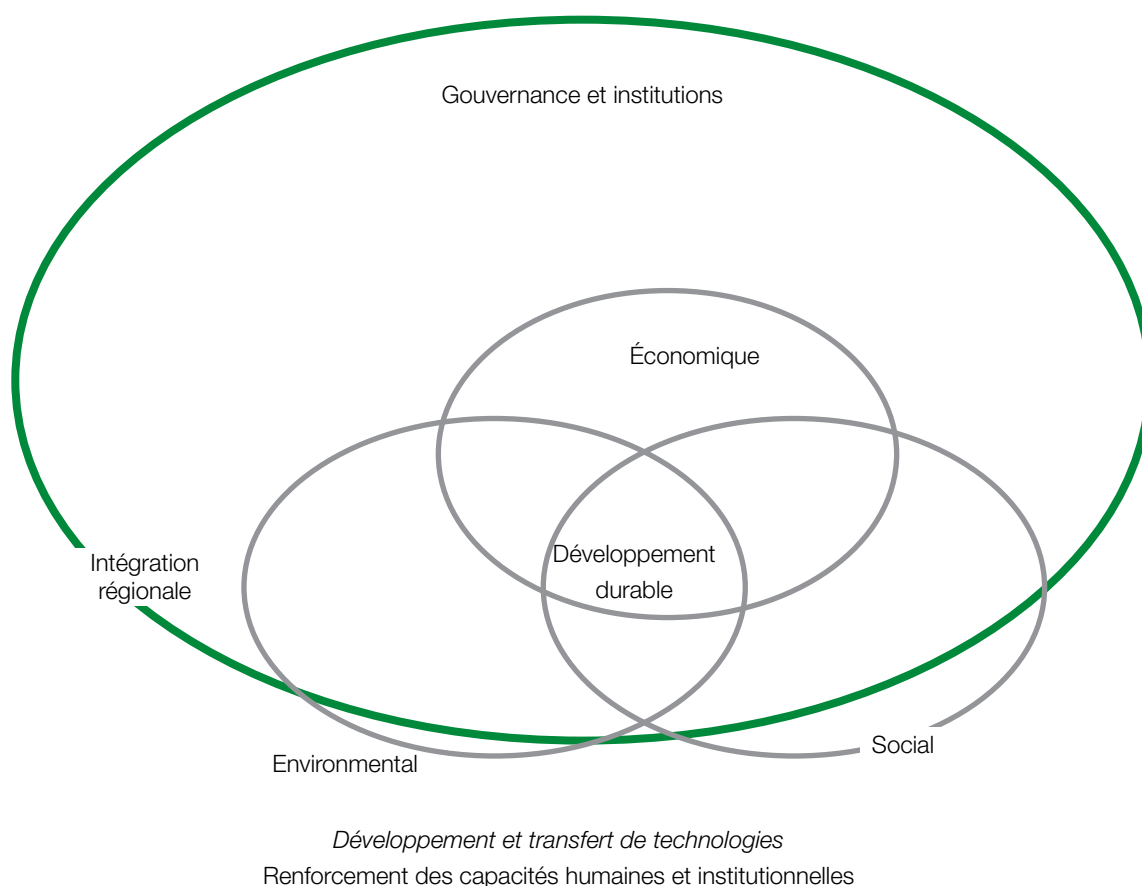 Gouvernance et institutions
Économique
Développement
durable
Intégration
régionale
Social
Environmental
Développement et transfert de technologies
Renforcement des capacités humaines et institutionnelles